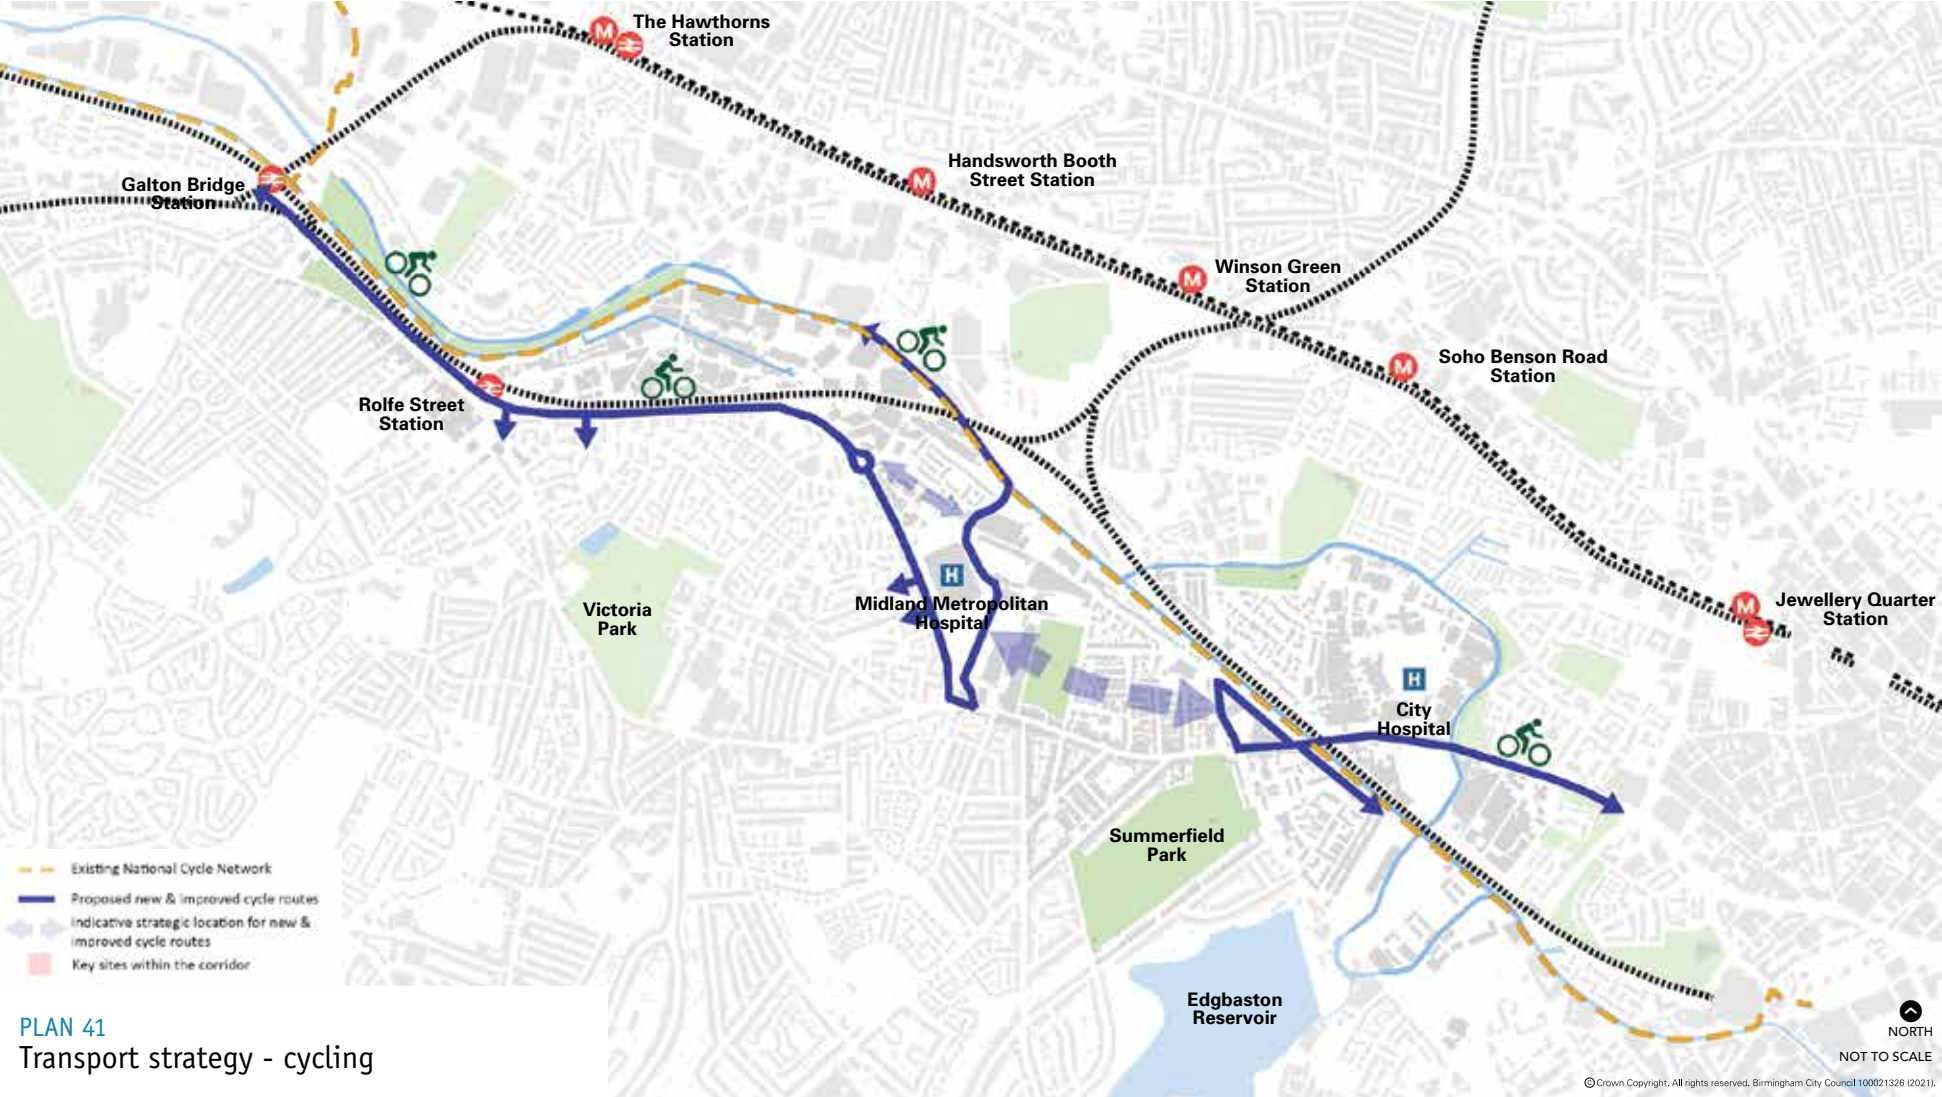 The Hawthorns
Station
M
Handsworth Booth
Street Station
M
Galton Bridge
Station
Winson Green
Station
M
Soho Benson Road
Station
M
Rolfe Street
Station
H
Midland Metropolitan
Hospital
Victoria
Park
Jewellery Quarter
Station
M
H
City
Hospital
Summerfield
Park
Edgbaston
Reservoir
Existing National Cycle Network
Proposed new & improved cycle routes
Indicative strategic location for new &
improved cycle routes
Key sites within the corridor
PLAN 41
Transport strategy - cycling
NORTH
NOT TO SCALE
© Crown Copyright. All rights reserved. Birmingham City Council 100021326 (2021).